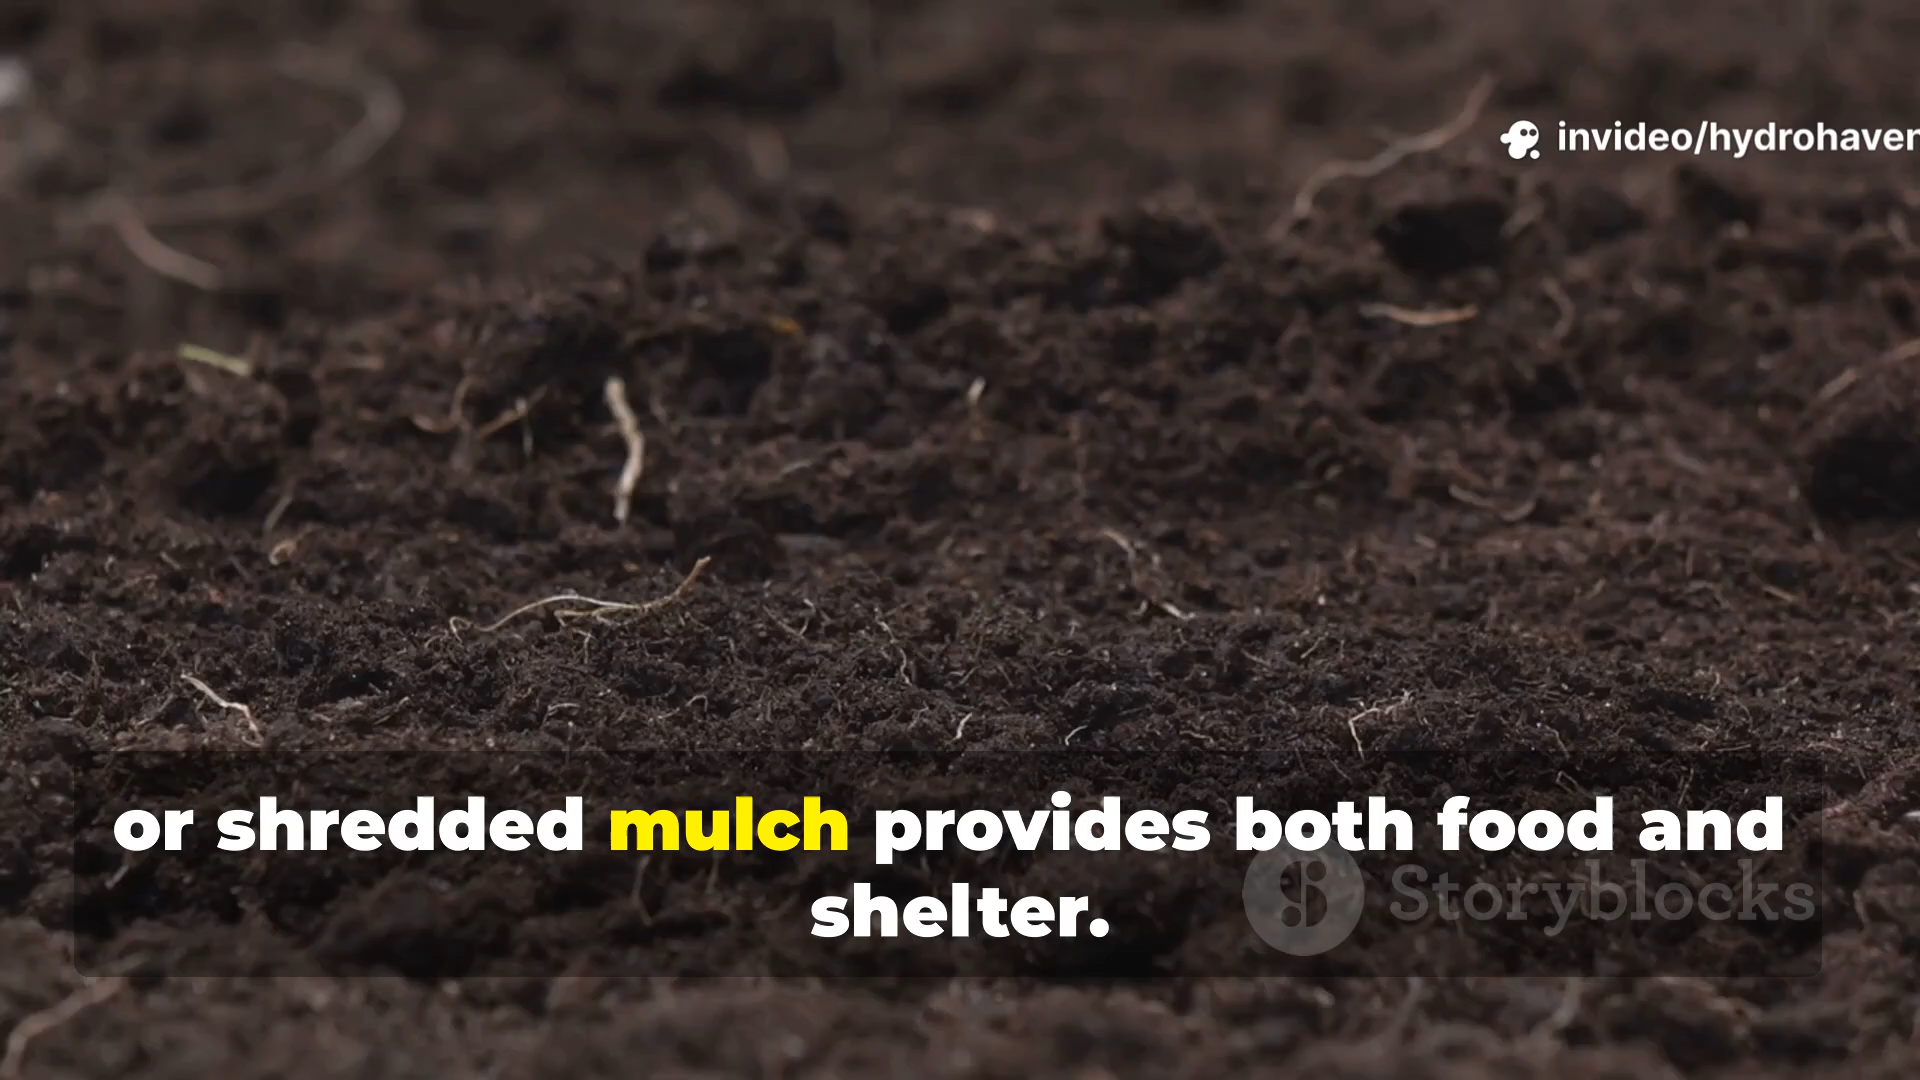 invideo/hydrohaven
or shredded mulch provides both food and
shelter.
Storyblocks